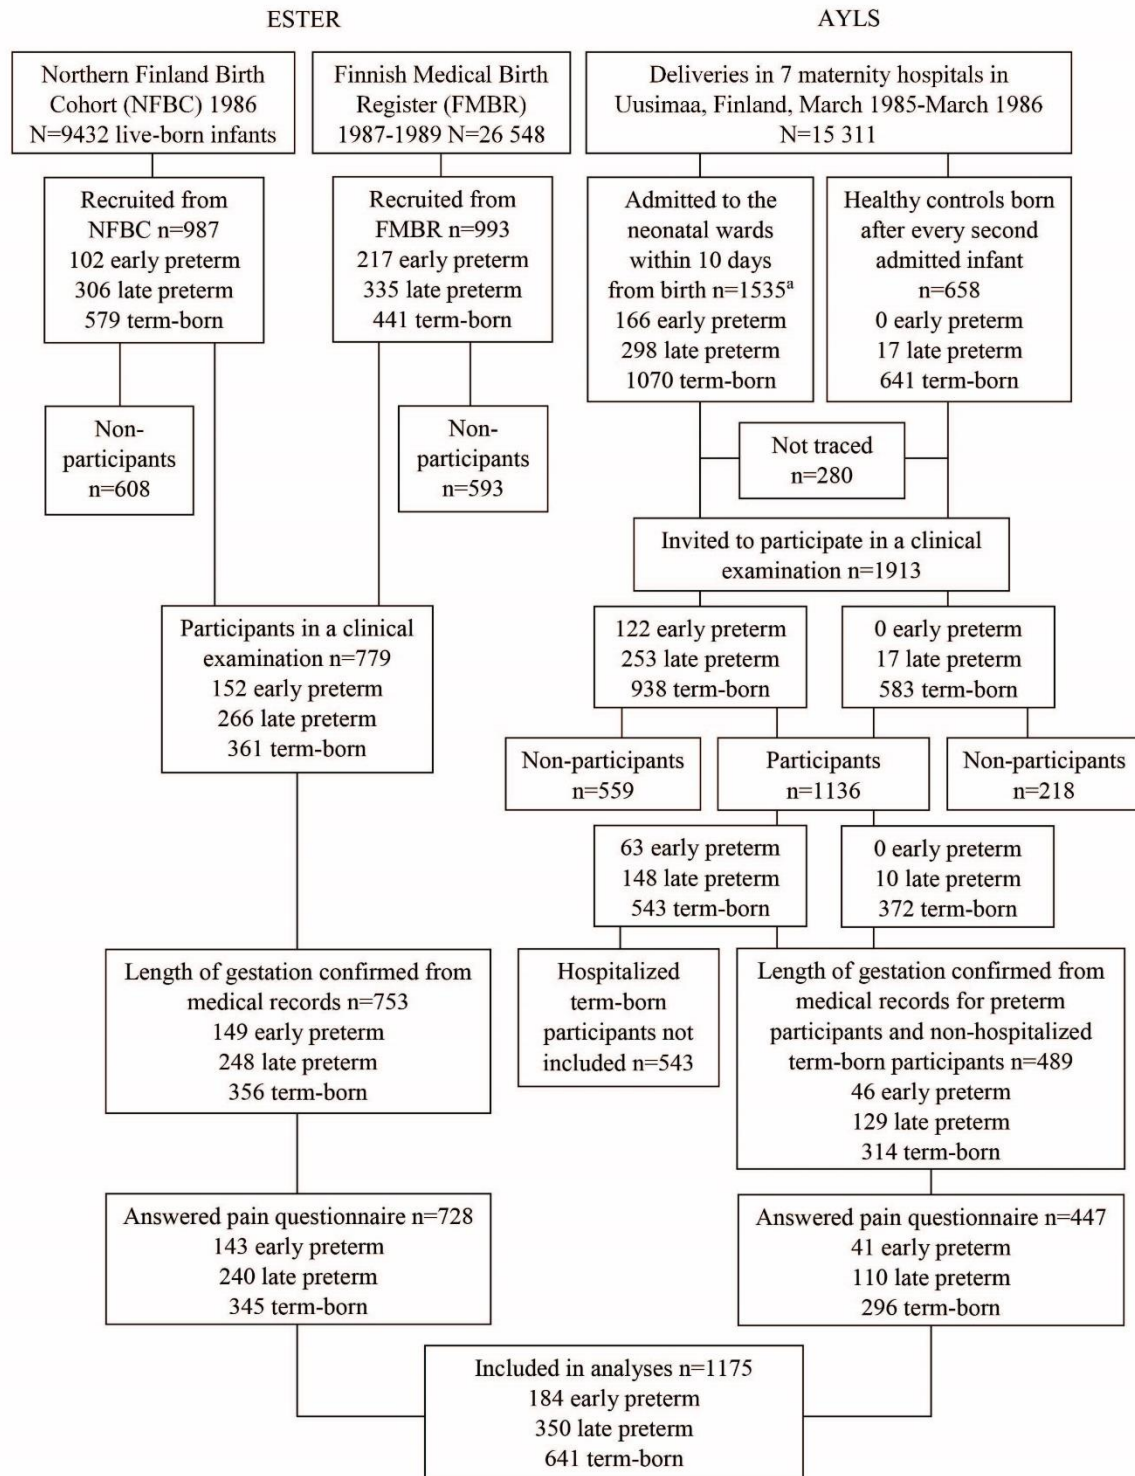 ESTER
AYLS
Northern Finland Birth
Cohort (NFBC) 1986
N=9432 live-born infants
Finnish Medical Birth
Register (FMBR)
1987-1989 N=26 548
Deliveries in 7 maternity hospitals in
Uusimaa, Finland, March 1985-March 1986
N=15 311
Recruited from
NFBC n=987
102 early preterm
306 late preterm
579 term-born
Recruited from
FMBR n=993
217 early preterm
335 late preterm
441 term-born
Admitted to the
neonatal wards
within 10 days
from birth n=1535ᵃ
166 early preterm
298 late preterm
1070 term-born
Healthy controls born
after every second
admitted infant
n=658
0 early preterm
17 late preterm
641 term-born
Non-
participants
n=608
Non-
participants
n=593
Not traced
n=280
Invited to participate in a clinical
examination n=1913
Participants in a clinical
examination n=779
152 early preterm
266 late preterm
361 term-born
122 early preterm
253 late preterm
938 term-born
0 early preterm
17 late preterm
583 term-born
Non-participants
n=559
Participants
n=1136
Non-participants
n=218
63 early preterm
148 late preterm
543 term-born
0 early preterm
10 late preterm
372 term-born
Length of gestation confirmed from
medical records n=753
149 early preterm
248 late preterm
356 term-born
Hospitalized
term-born
participants not
included n=543
Length of gestation confirmed from
medical records for preterm
participants and non-hospitalized
term-born participants n=489
46 early preterm
129 late preterm
314 term-born
Answered pain questionnaire n=728
143 early preterm
240 late preterm
345 term-born
Answered pain questionnaire n=447
41 early preterm
110 late preterm
296 term-born
Included in analyses n=1175
184 early preterm
350 late preterm
641 term-born